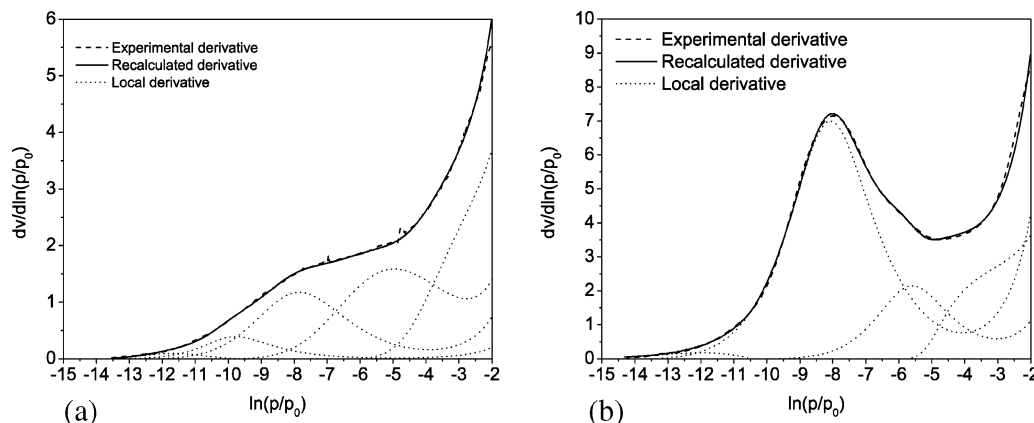 6
5
4
3
2
1
0
dv/dln(p/p0)
Experimental derivative
Recalculated derivative
Local derivative
-15 -14 -13 -12 -11 -10 -9 -8 -7 -6 -5 -4 -3 -2
ln(p/p0)
(a)
10
9
8
7
6
5
4
3
2
1
0
dv/dln(p/p0)
Experimental derivative
Recalculated derivative
Local derivative
-15 -14 -13 -12 -11 -10 -9 -8 -7 -6 -5 -4 -3 -2
ln(p/p0)
(b)